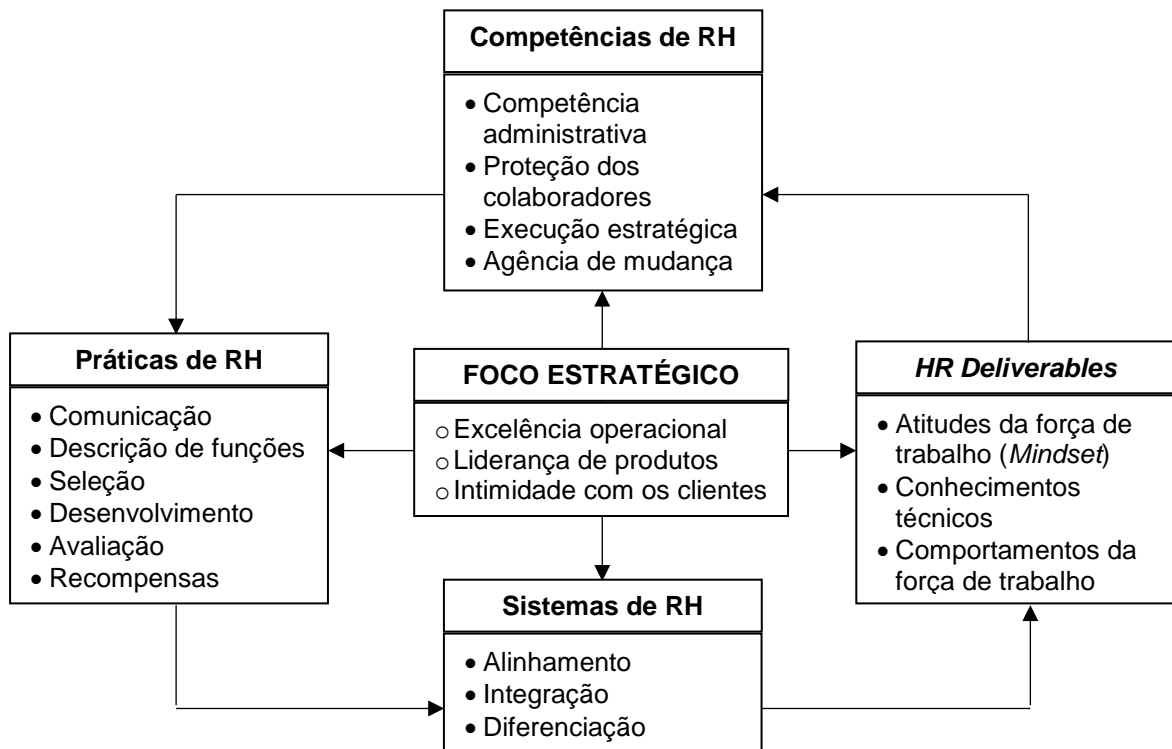 Competências de RH
• Competência
administrativa
• Proteção dos
colaboradores
• Execução estratégica
• Agência de mudança
Práticas de RH
• Comunicação
• Descrição de funções
• Seleção
• Desenvolvimento
• Avaliação
• Recompensas
FOCO ESTRATÉGICO
○ Excelência operacional
○ Liderança de produtos
○ Intimidade com os clientes
HR Deliverables
• Atitudes da força de
trabalho (Mindset)
• Conhecimentos
técnicos
• Comportamentos da
força de trabalho
Sistemas de RH
• Alinhamento
• Integração
• Diferenciação